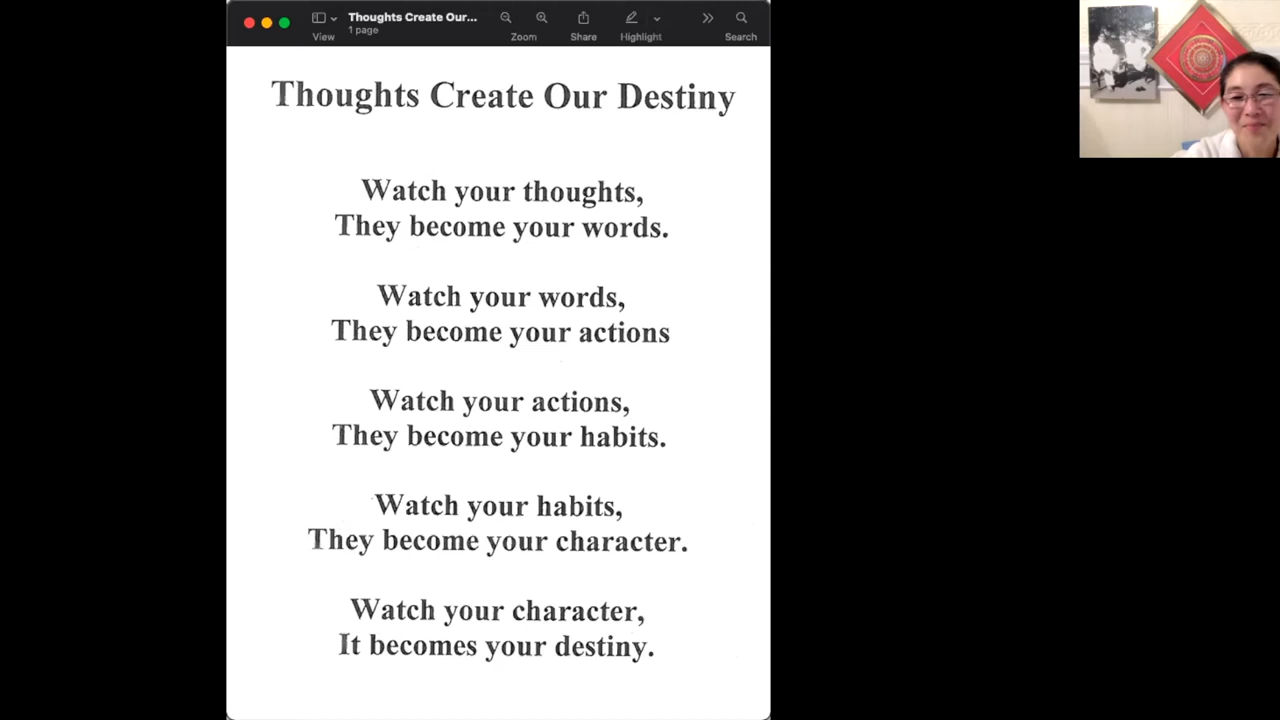 Thoughts Create Our...
1 page
View
Zoom
Share
Highlight
Search
Thoughts Create Our Destiny
Watch your thoughts,
They become your words.
Watch your words,
They become your actions
Watch your actions,
They become your habits.
Watch your habits,
They become your character.
Watch your character,
It becomes your destiny.